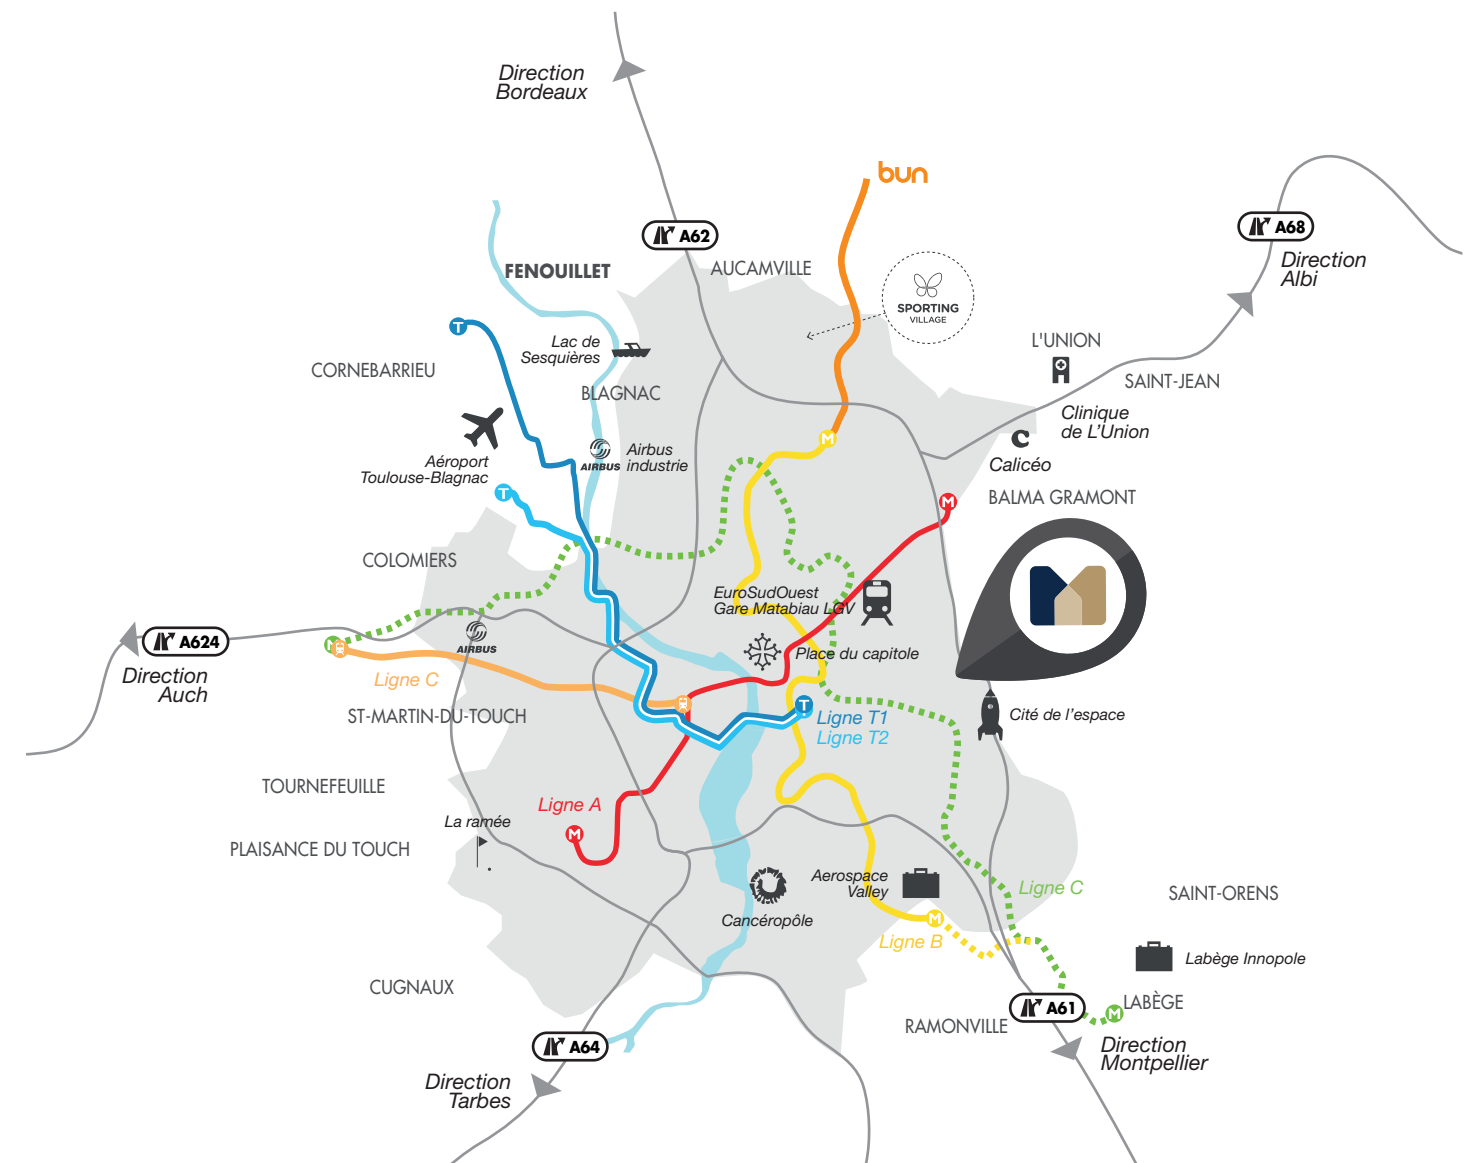 Direction
Bordeaux
bun
A62
A68
Direction
Albi
FENOUILLET
AUCAMVILLE
SPORTING
VILLAGE
T
Lac de
Sesquières
L'UNION
CORNEBARRIEU
BLAGNAC
SAINT-JEAN
Clinique
de L'Union
M
C
Calicéo
Aéroport
Toulouse-Blagnac
AIRBUS
Airbus
industrie
T
M
BALMA GRAMONT
COLOMIERS
EuroSudOuest
Gare Matabiau LGV
A624
M
AIRBUS
Place du capitole
Direction
Auch
Ligne C
ST-MARTIN-DU-TOUCH
T
Ligne T1
Ligne T2
Cité de l'espace
TOURNEFEUILLE
Ligne A
La ramée
M
PLAISANCE DU TOUCH
Aerospace
Valley
Ligne C
SAINT-ORENS
Cancéropôle
M
Ligne B
Labège Innopole
CUGNAUX
A61
M
LABÈGE
RAMONVILLE
A64
Direction
Montpellier
Direction
Tarbes